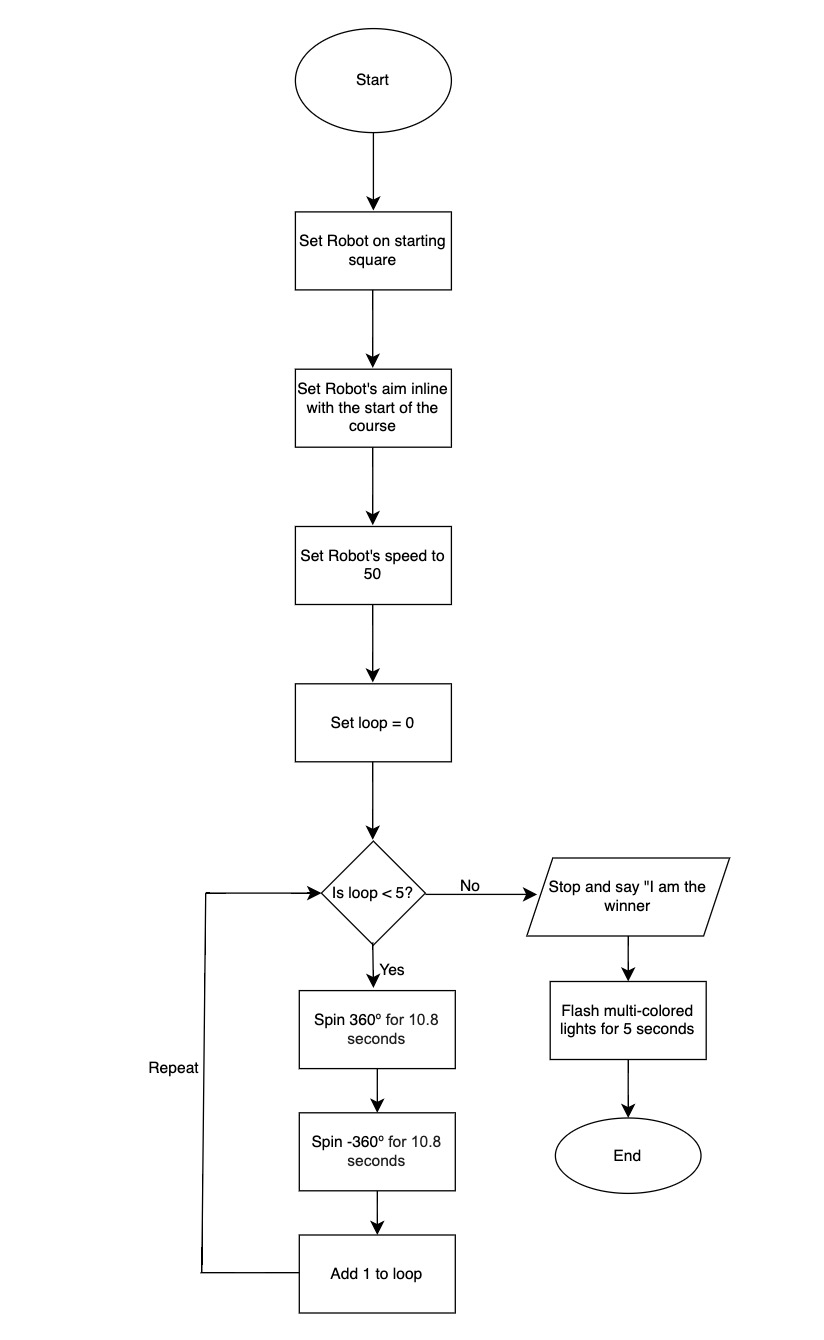 Start
Set Robot on starting
square
Set Robot's aim inline
with the start of the
course
Set Robot's speed to
50
Set loop = 0
Is loop < 5?
No
Stop and say "I am the
winner
Yes
Flash multi-colored
lights for 5 seconds
Spin 360º for 10.8
seconds
Repeat
Spin -360º for 10.8
seconds
End
Add 1 to loop